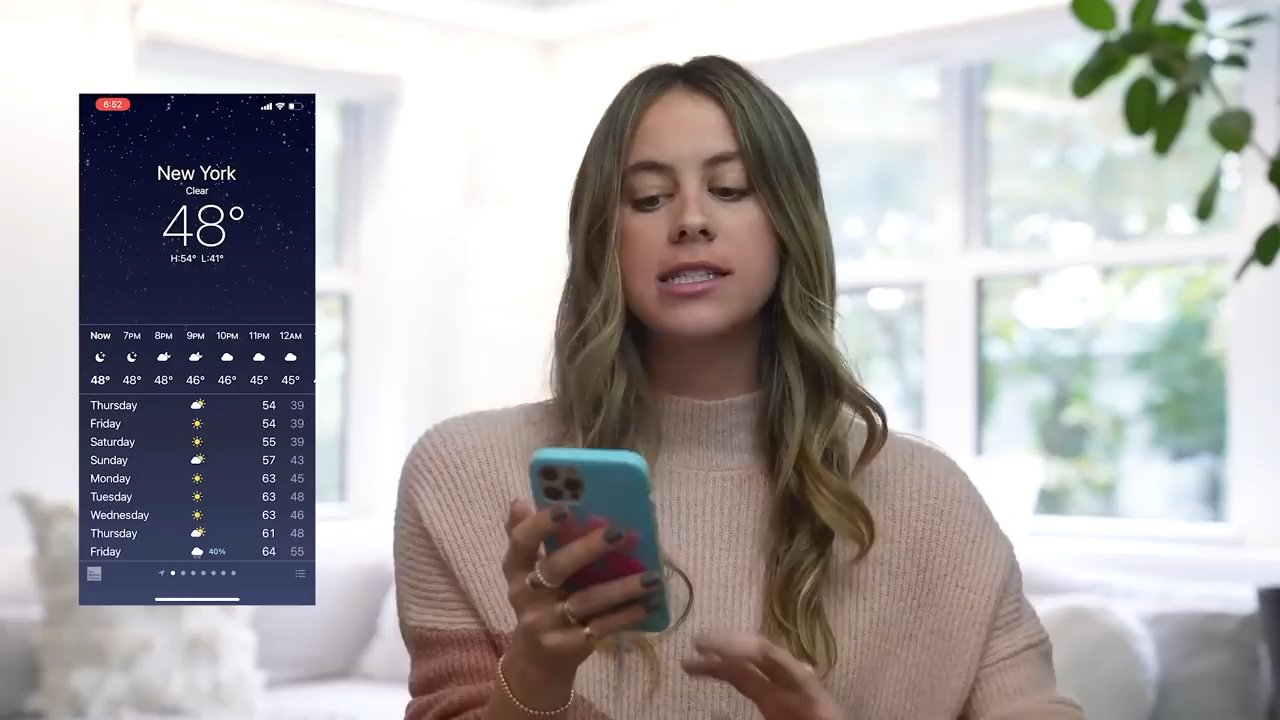 6:52
New York
Clear
48°
H:54° L:41°
Now 7PM 8PM 9PM 10PM 11PM 12AM
48° 48° 48° 46° 46° 45° 45°
Thursday 54 39
Friday 54 39
Saturday 55 39
Sunday 57 43
Monday 63 45
Tuesday 63 48
Wednesday 63 46
Thursday 61 48
Friday 40% 64 55